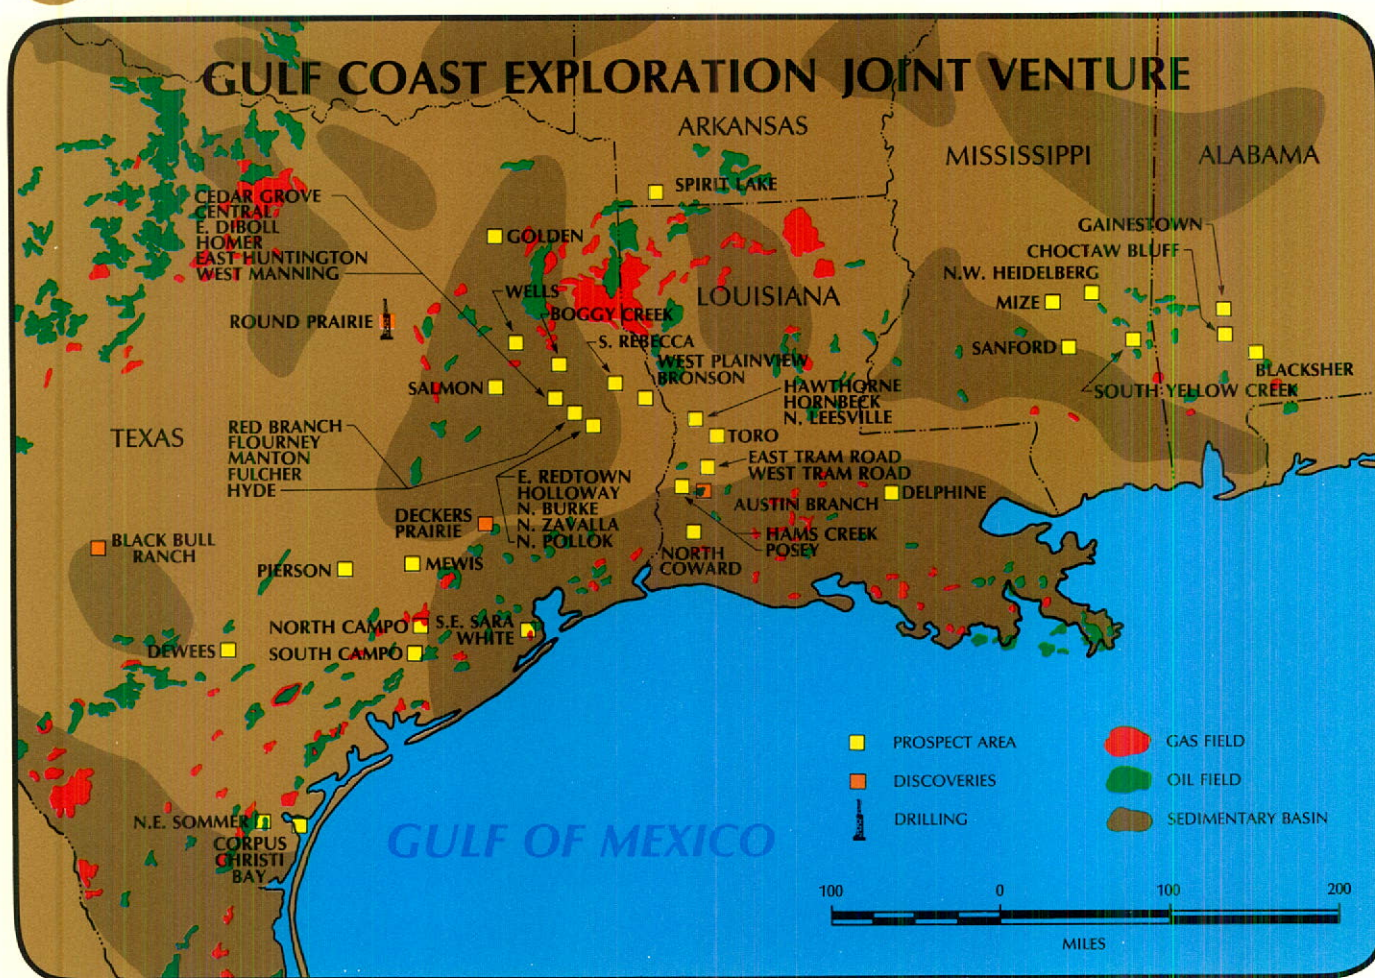 GULF COAST EXPLORATION JOINT VENTURE
ARKANSAS
MISSISSIPPI
ALABAMA
SPIRIT LAKE
CEDAR GROVE
CENTRAL
E. DIBOLL
HOMER
EAST HUNTINGTON
WEST MANNING
GOLDEN
GAINESTOWN
CHOCTAW BLUFF
N.W. HEIDELBERG
MIZE
WELLS
LOUISIANA
BOGGY CREEK
ROUND PRAIRIE
S. REBECCA
SANFORD
WEST PLAINVIEW
BRONSON
BLACKSHER
SALMON
HAWTHORNE
HORNBECK
N. LEESVILLE
SOUTH YELLOW CREEK
TEXAS
RED BRANCH
FLOURNEY
MANTON
FULCHER
HYDE
TORO
EAST TRAM ROAD
WEST TRAM ROAD
E. REDTOWN
HOLLOWAY
N. BURKE
N. ZAVALLA
N. POLLOK
AUSTIN BRANCH
DELPHINE
DECKERS
PRAIRIE
HAMS CREEK
POSEY
BLACK BULL
RANCH
NORTH
COWARD
PIERSON
MEWIS
NORTH CAMPO
S.E. SARA
WHITE
DEWEES
SOUTH CAMPO
PROSPECT AREA
GAS FIELD
DISCOVERIES
OIL FIELD
DRILLING
SEDIMENTARY BASIN
N.E. SOMMER
CORPUS
CHRISTI
BAY
GULF OF MEXICO
100 0 100 200
MILES